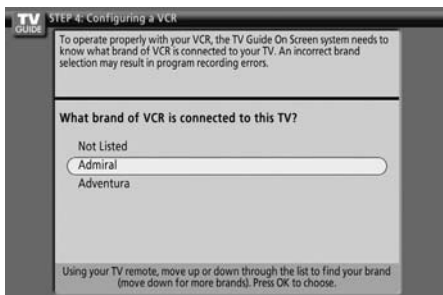 TV GUIDE
STEP 4: Configuring a VCR
To operate properly with your VCR, the TV Guide On Screen system needs to
know what brand of VCR is connected to your TV. An incorrect brand
selection may result in program recording errors.
What brand of VCR is connected to this TV?
Not Listed
Admiral
Adventura
Using your TV remote, move up or down through the list to find your brand
(move down for more brands). Press OK to choose.